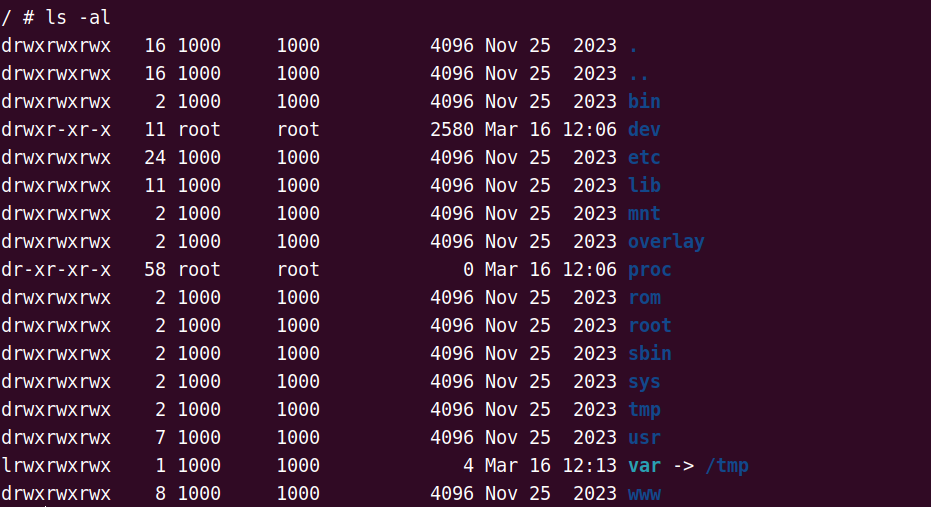 / # ls -al
drwxrwxrwx   16 1000     1000          4096 Nov 25  2023 .
drwxrwxrwx   16 1000     1000          4096 Nov 25  2023 ..
drwxrwxrwx    2 1000     1000          4096 Nov 25  2023 bin
drwxr-xr-x   11 root     root          2580 Mar 16 12:06 dev
drwxrwxrwx   24 1000     1000          4096 Nov 25  2023 etc
drwxrwxrwx   11 1000     1000          4096 Nov 25  2023 lib
drwxrwxrwx    2 1000     1000          4096 Nov 25  2023 mnt
drwxrwxrwx    2 1000     1000          4096 Nov 25  2023 overlay
dr-xr-xr-x   58 root     root             0 Mar 16 12:06 proc
drwxrwxrwx    2 1000     1000          4096 Nov 25  2023 rom
drwxrwxrwx    2 1000     1000          4096 Nov 25  2023 root
drwxrwxrwx    2 1000     1000          4096 Nov 25  2023 sbin
drwxrwxrwx    2 1000     1000          4096 Nov 25  2023 sys
drwxrwxrwx    2 1000     1000          4096 Nov 25  2023 tmp
drwxrwxrwx    7 1000     1000          4096 Nov 25  2023 usr
lrwxrwxrwx    1 1000     1000             4 Mar 16 12:13 var -> /tmp
drwxrwxrwx    8 1000     1000          4096 Nov 25  2023 www